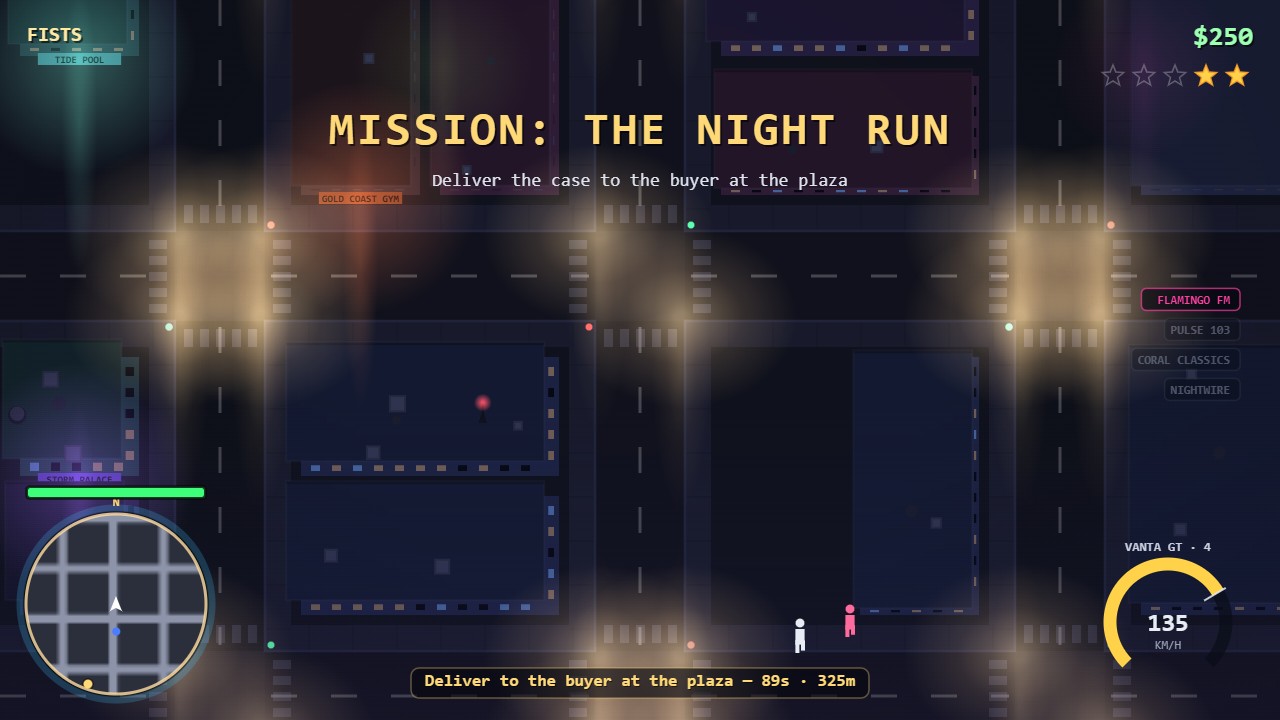 FISTS
$250
TIDE POOL
MISSION: THE NIGHT RUN
Deliver the case to the buyer at the plaza
GOLD COAST GYM
FLAMINGO FM
PULSE 103
CORAL CLASSICS
NIGHTWIRE
STORM PALACE
N
VANTA GT · 4
135
KM/H
Deliver to the buyer at the plaza — 89s · 325m